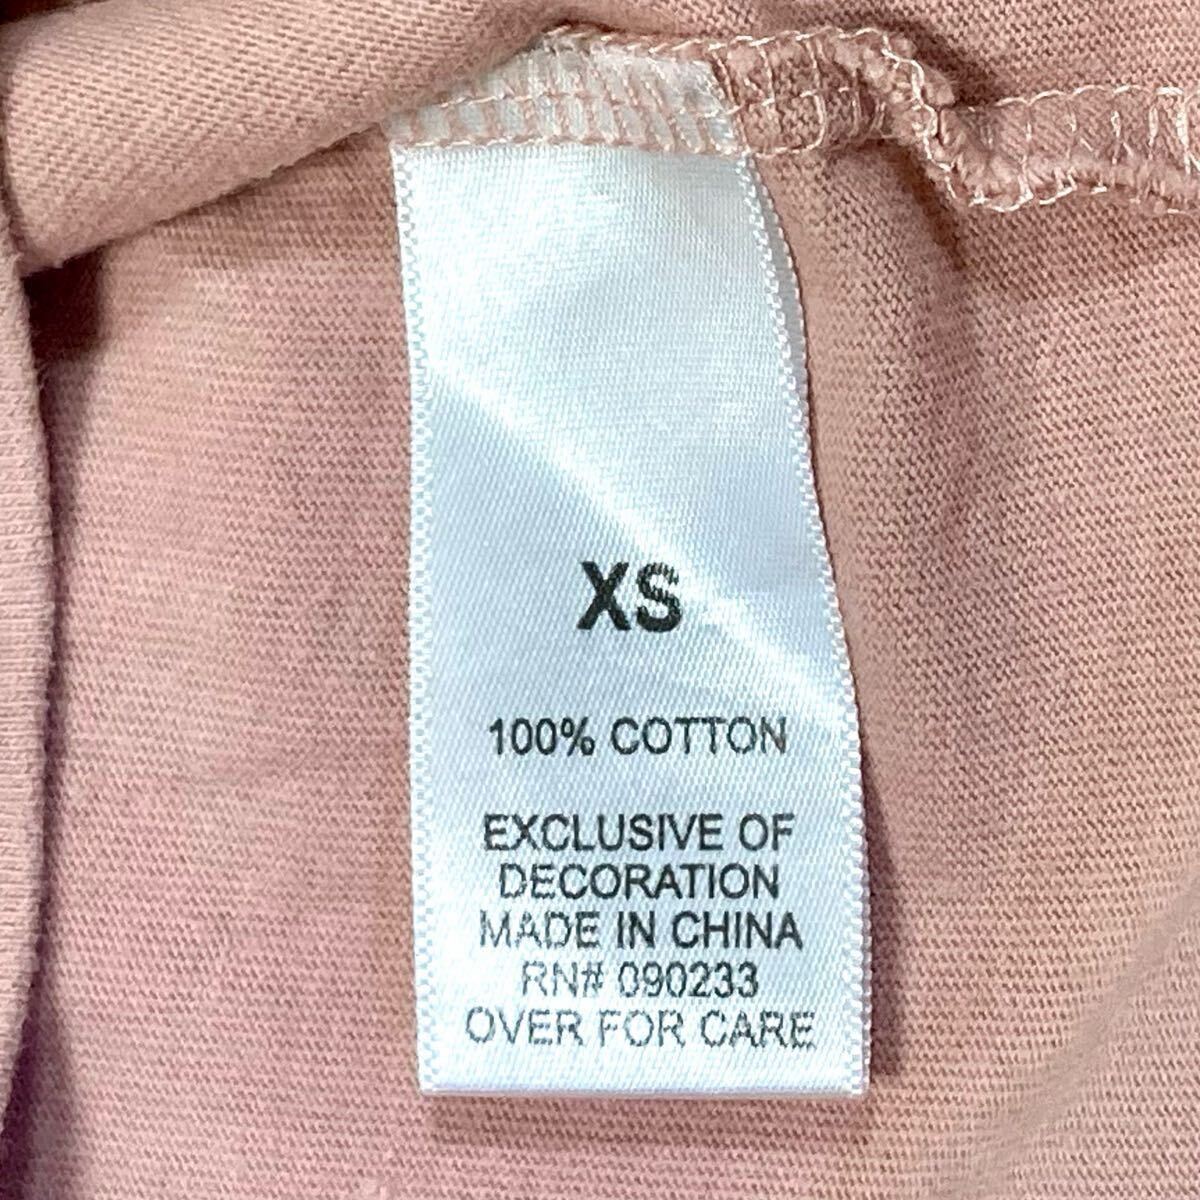 XS
100% COTTON
EXCLUSIVE OF
DECORATION
MADE IN CHINA
RN# 090233
OVER FOR CARE